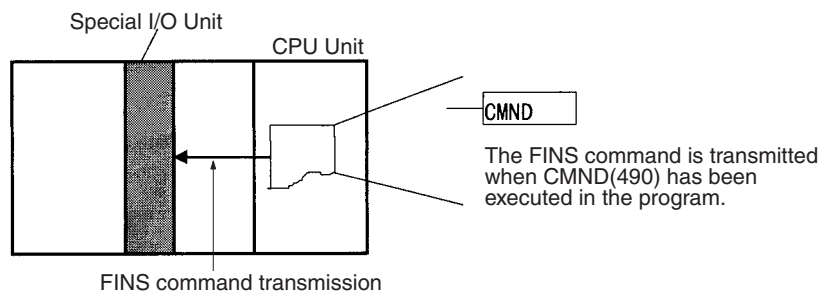 Special I/O Unit
CPU Unit
CMND
The FINS command is transmitted
when CMND(490) has been
executed in the program.
FINS command transmission